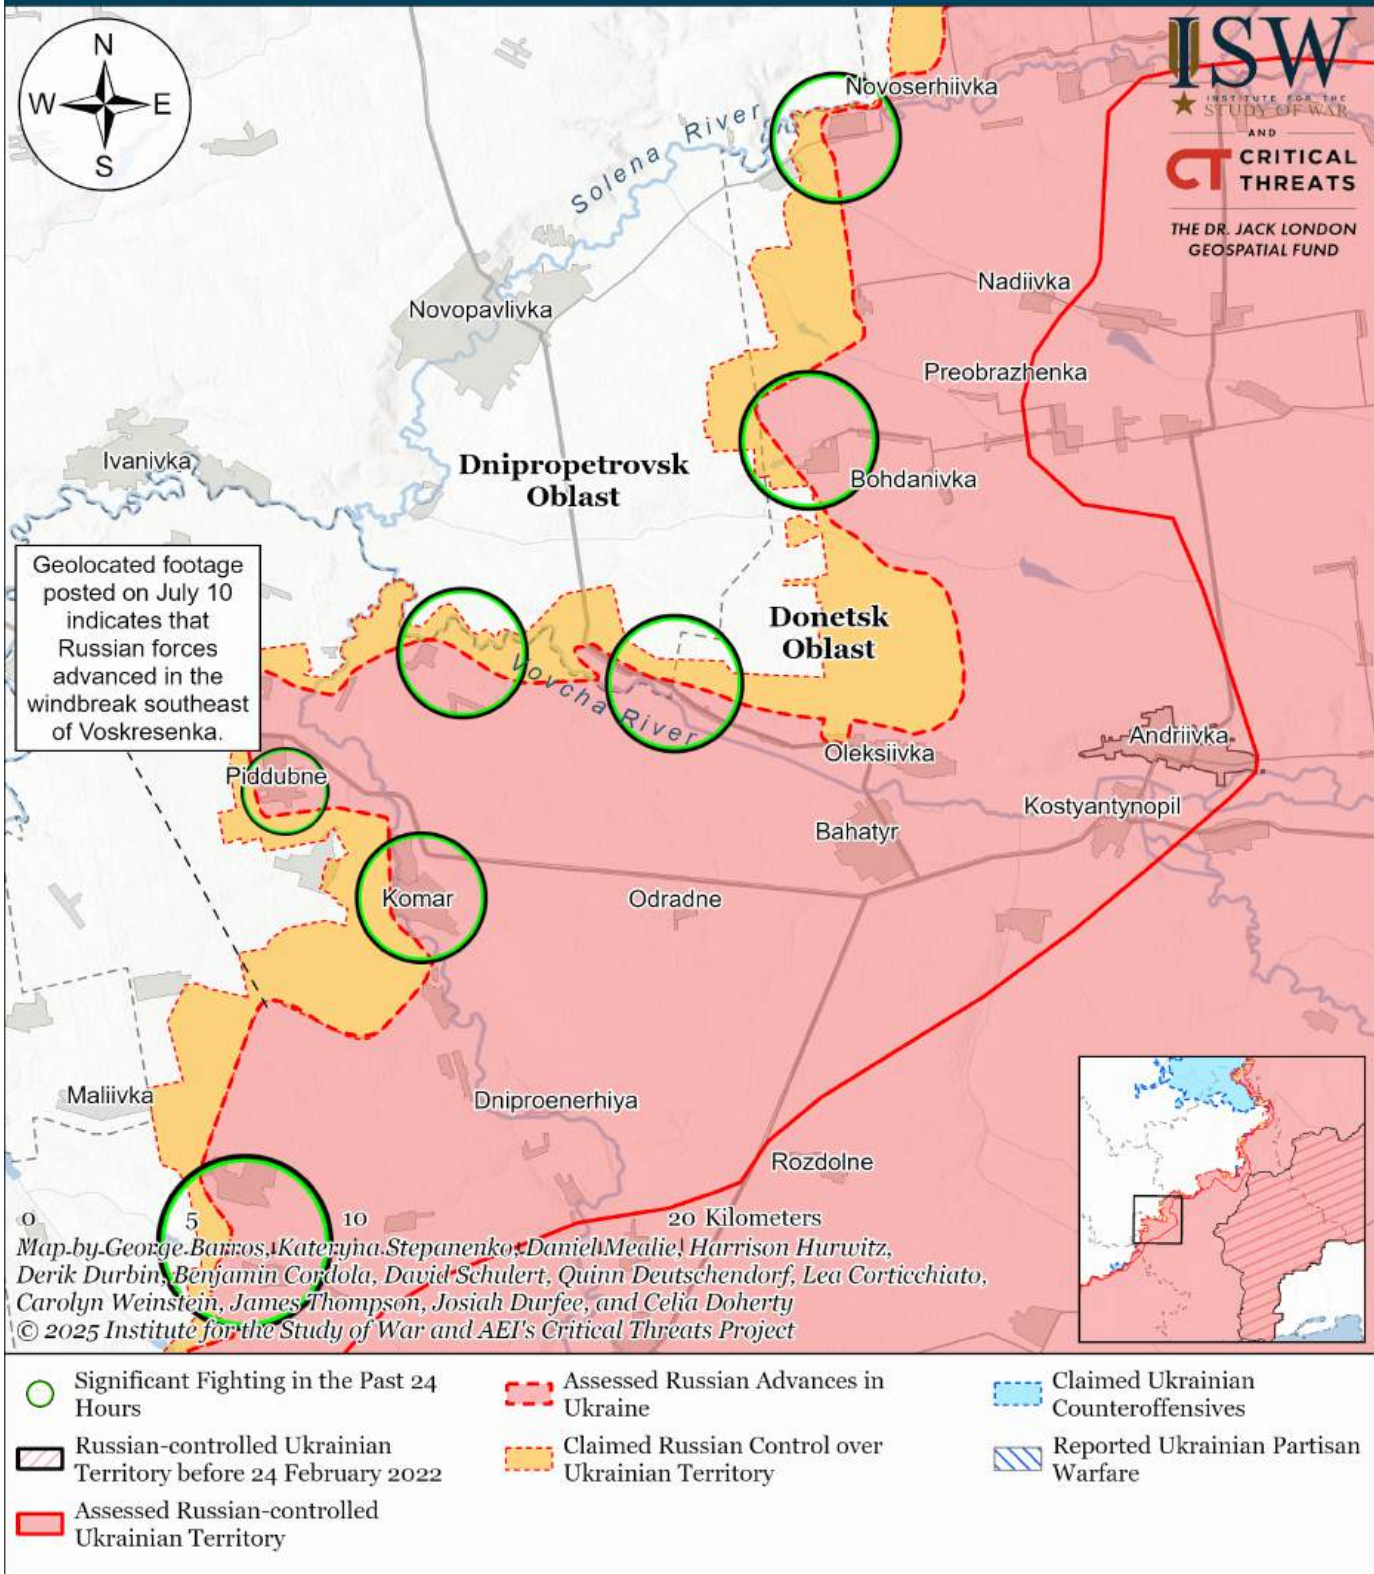 N
W
E
S
ISW
INSTITUTE FOR THE
STUDY OF WAR
AND
CT CRITICAL
THREATS
THE DR. JACK LONDON
GEOSPATIAL FUND
Novoserhiivka
Solena River
Nadiivka
Novopavlivka
Preobrazhenka
Ivanivka
Dnipropetrovsk
Oblast
Bohdanivka
Geolocated footage
posted on July 10
indicates that
Russian forces
advanced in the
windbreak southeast
of Voskresenka.
Donetsk
Oblast
Vovcha River
Oleksiivka
Andriivka
Piddubne
Kostyantynopil
Bahatyr
Komar
Odradne
Maliivka
Dniproenerhiya
Rozdolne
0 5 10 20 Kilometers
Map by George Barros, Kateryna Stepanenko, Daniel Mealie, Harrison Hurwitz,
Derik Durbin, Benjamin Cordola, David Schulert, Quinn Deutschendorf, Lea Corticchiato,
Carolyn Weinstein, James Thompson, Josiah Durfee, and Celia Doherty
© 2025 Institute for the Study of War and AEI's Critical Threats Project
Significant Fighting in the Past 24
Hours
Russian-controlled Ukrainian
Territory before 24 February 2022
Assessed Russian-controlled
Ukrainian Territory
Assessed Russian Advances in
Ukraine
Claimed Russian Control over
Ukrainian Territory
Claimed Ukrainian
Counteroffensives
Reported Ukrainian Partisan
Warfare